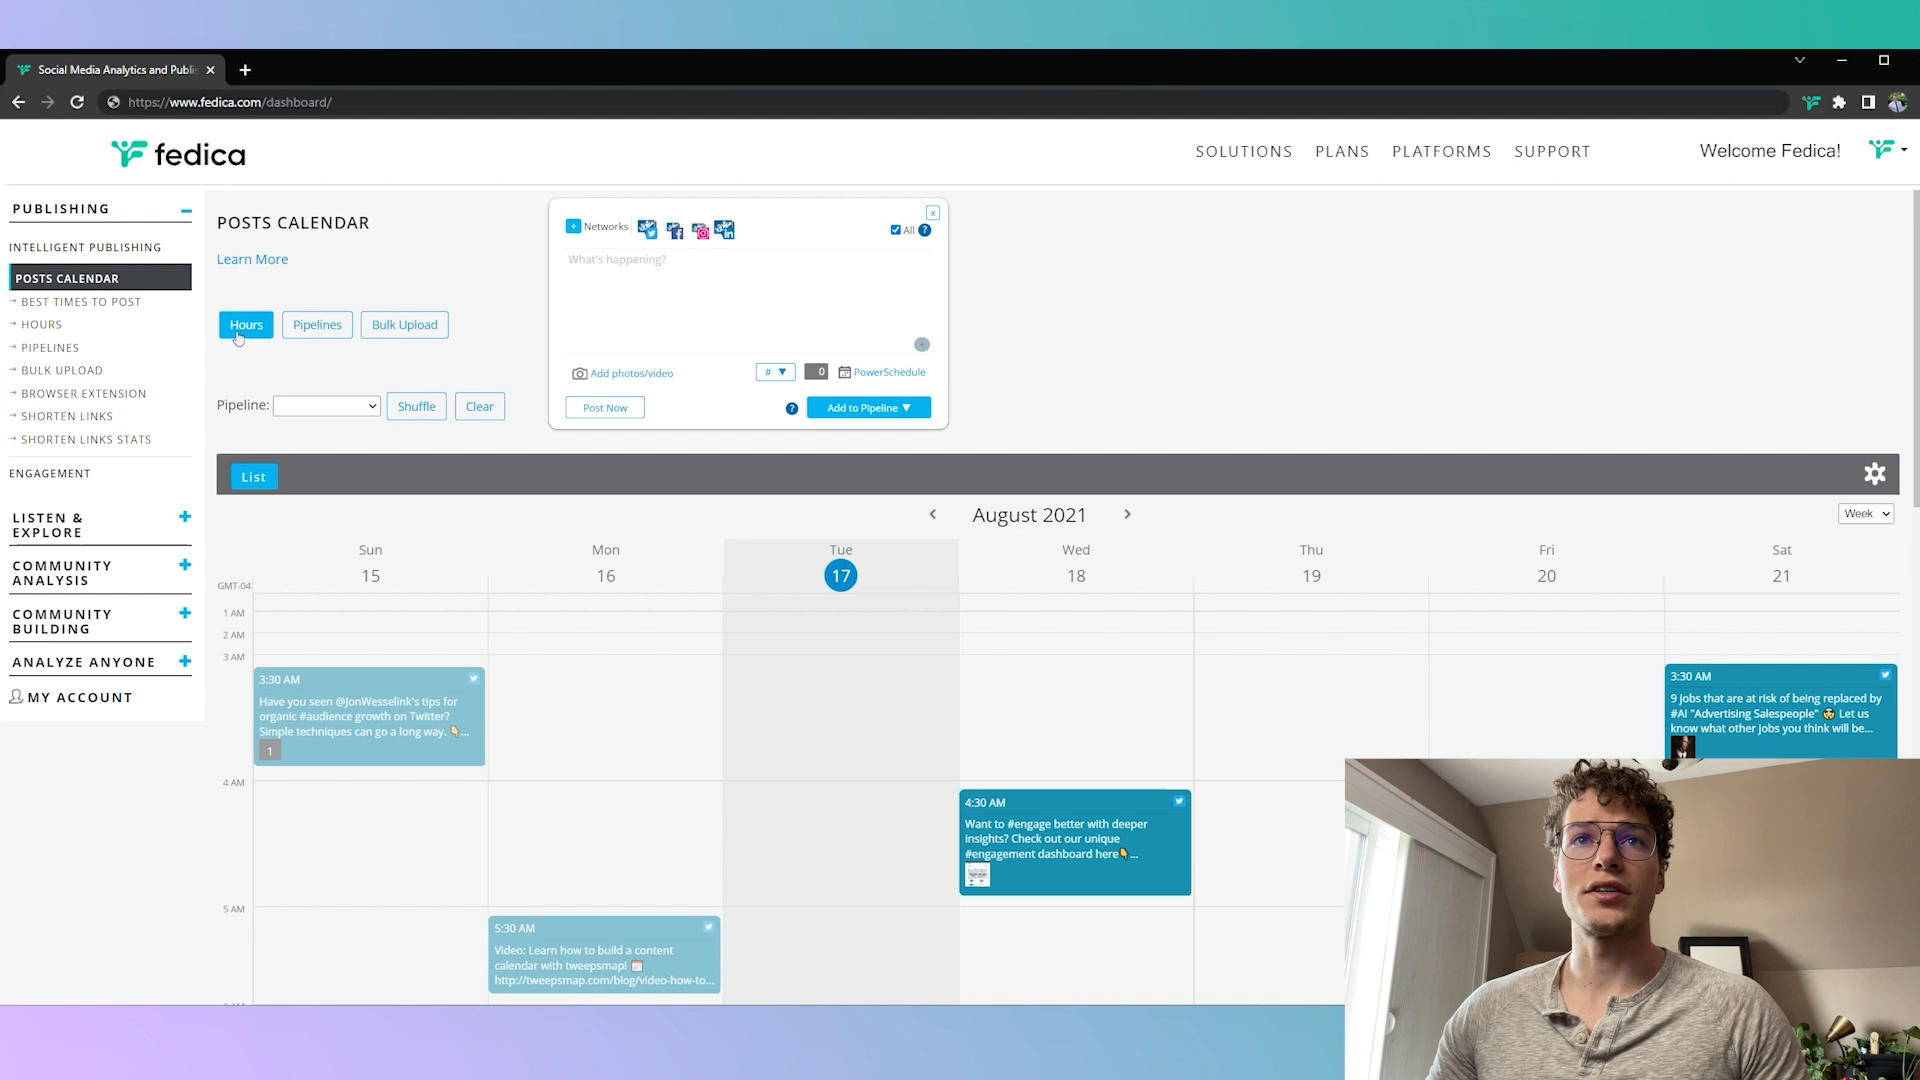 Social Media Analytics and Publi
https://www.fedica.com/dashboard/
fedica
SOLUTIONS
PLANS
PLATFORMS
SUPPORT
Welcome Fedica!
PUBLISHING
INTELLIGENT PUBLISHING
POSTS CALENDAR
BEST TIMES TO POST
HOURS
PIPELINES
BULK UPLOAD
BROWSER EXTENSION
SHORTEN LINKS
SHORTEN LINKS STATS
ENGAGEMENT
LISTEN &
EXPLORE
COMMUNITY
ANALYSIS
COMMUNITY
BUILDING
ANALYZE ANYONE
MY ACCOUNT
POSTS CALENDAR
Learn More
Hours
Pipelines
Bulk Upload
Pipeline:
Shuffle
Clear
x
+ Networks
All ?
What's happening?
Add photos/video
# ▼
0
PowerSchedule
Post Now
?
Add to Pipeline ▼
List
August 2021
Week
Sun
15
Mon
16
Tue
17
Wed
18
Thu
19
Fri
20
Sat
21
GMT-04
1 AM
2 AM
3 AM
4 AM
5 AM
3:30 AM
Have you seen @JonWesselink's tips for
organic #audience growth on Twitter?
Simple techniques can go a long way. 👇...
1
5:30 AM
Video: Learn how to build a content
calendar with tweepsmap! 🗓️
http://tweepsmap.com/blog/video-how-to...
4:30 AM
Want to #engage better with deeper
insights? Check out our unique
#engagement dashboard here👇...
3:30 AM
9 jobs that are at risk of being replaced by
#AI "Advertising Salespeople" 😲 Let us
know what other jobs you think will be...